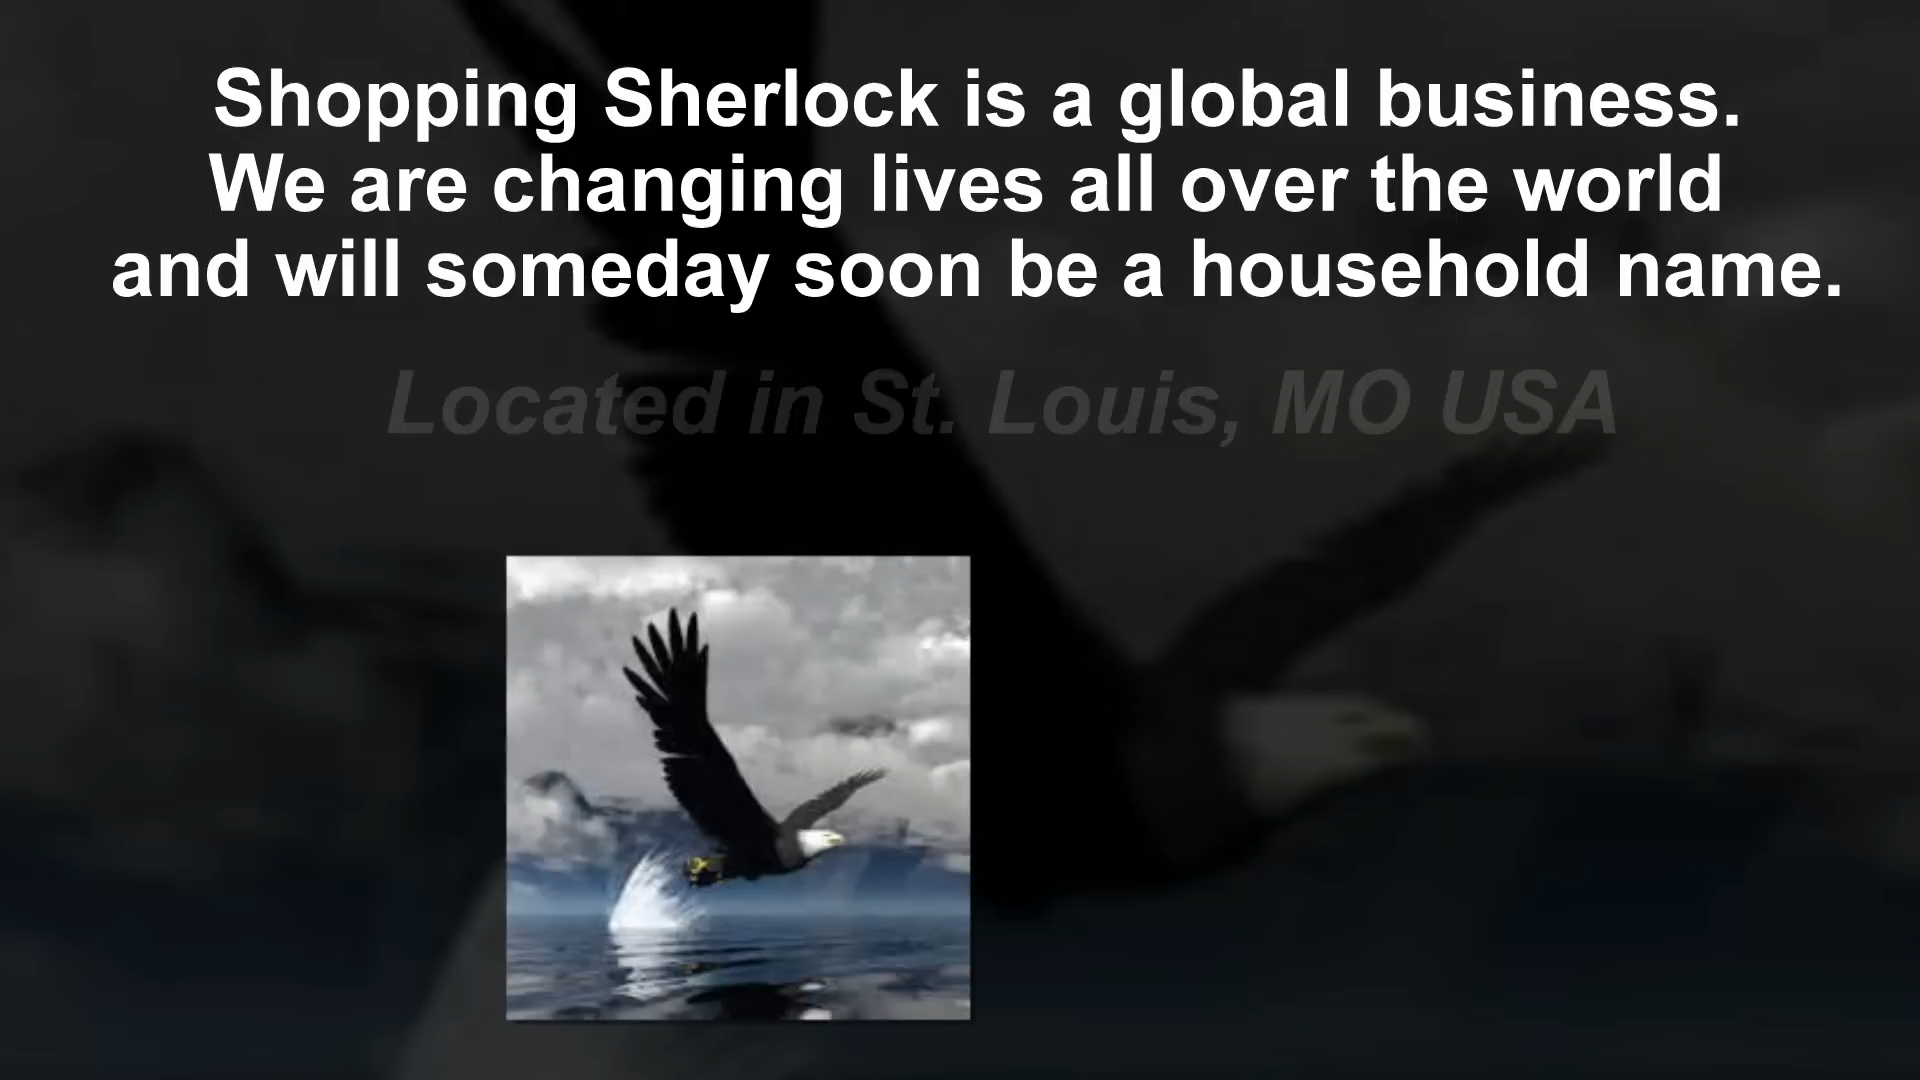 Shopping Sherlock is a global business.
We are changing lives all over the world
and will someday soon be a household name.
Located in St. Louis, MO USA